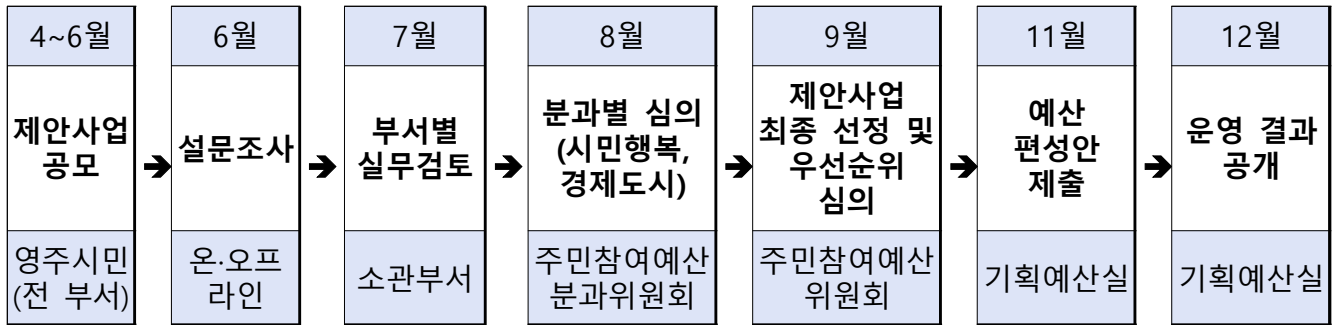 4~6월
제안사업
공모
영주시민
(전 부서)
➔
6월
설문조사
온·오프
라인
➔
7월
부서별
실무검토
소관부서
➔
8월
분과별 심의
(시민행복,
경제도시)
주민참여예산
분과위원회
➔
9월
제안사업
최종 선정 및
우선순위
심의
주민참여예산
위원회
➔
11월
예산
편성안
제출
기획예산실
➔
12월
운영 결과
공개
기획예산실